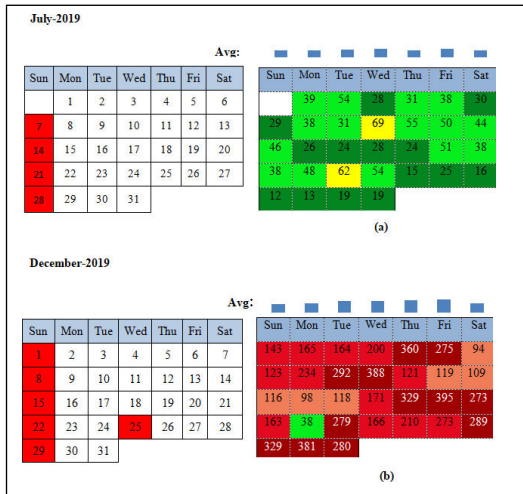 July-2019
Avg:
Sun Mon Tue Wed Thu Fri Sat
1 2 3 4 5 6
7 8 9 10 11 12 13
14 15 16 17 18 19 20
21 22 23 24 25 26 27
28 29 30 31
Sun Mon Tue Wed Thu Fri Sat
39 54 28 31 38 30
29 38 31 69 55 50 44
46 26 24 28 24 51 38
38 48 62 54 15 25 16
12 13 19 19
(a)
December-2019
Avg:
Sun Mon Tue Wed Thu Fri Sat
1 2 3 4 5 6 7
8 9 10 11 12 13 14
15 16 17 18 19 20 21
22 23 24 25 26 27 28
29 30 31
Sun Mon Tue Wed Thu Fri Sat
143 165 164 200 360 275 94
123 234 292 388 121 119 109
116 98 118 171 329 395 273
163 38 279 166 210 273 289
329 381 280
(b)